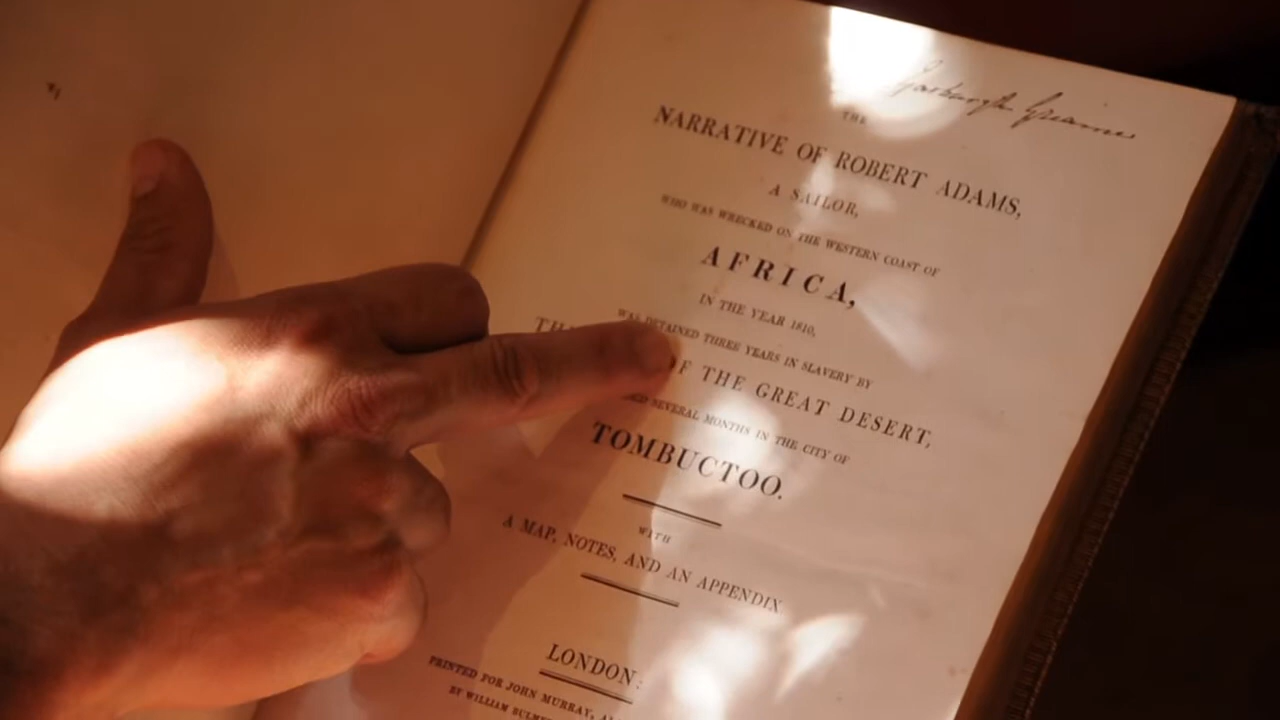 THE
NARRATIVE OF ROBERT ADAMS,
A SAILOR,
WHO WAS WRECKED ON THE WESTERN COAST OF
AFRICA,
IN THE YEAR 1810,
WAS DETAINED THREE YEARS IN SLAVERY BY
OF THE GREAT DESERT,
SEVERAL MONTHS IN THE CITY OF
TOMBUCTOO.
WITH
A MAP, NOTES, AND AN APPENDIX.
LONDON:
PRINTED FOR JOHN MURRAY,
BY WILLIAM